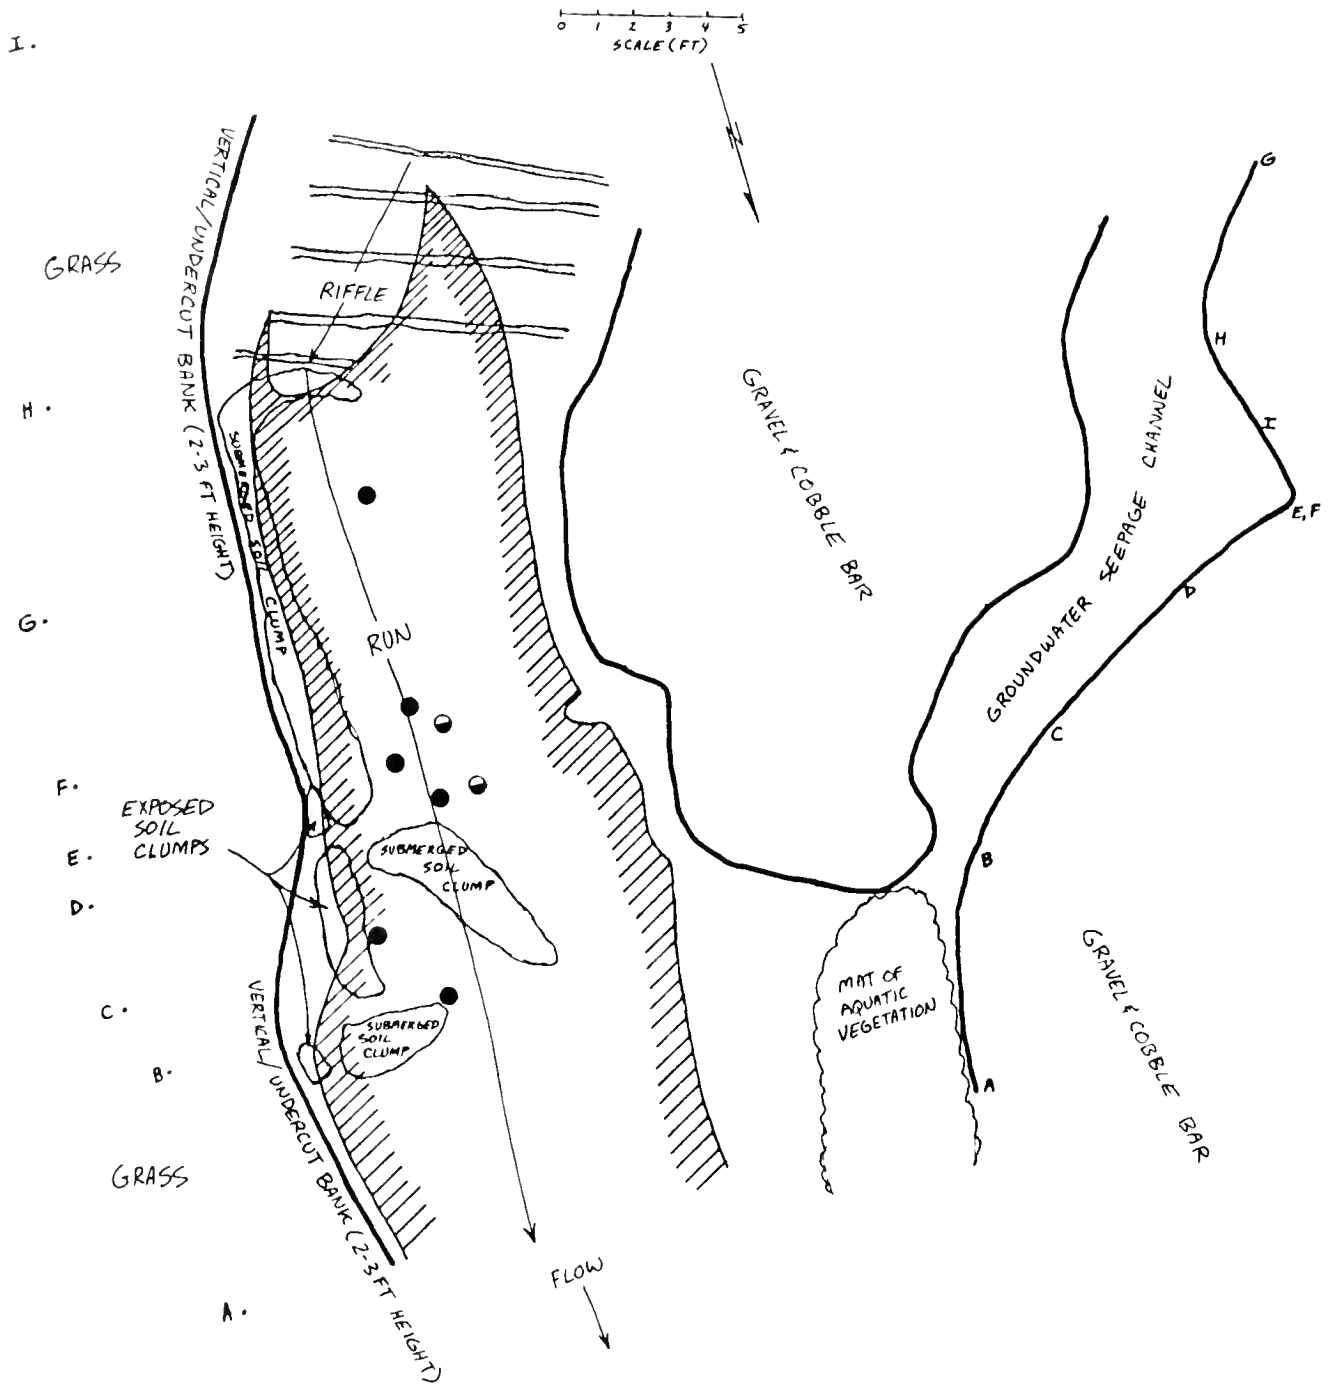 0 1 2 3 4 5
SCALE (FT)
I.
N
G
VERTICAL/UNDERCUT BANK (2-3 FT HEIGHT)
GRASS
RIFFLE
H
GRAVEL & COBBLE BAR
GROUNDWATER SEEPAGE CHANNEL
H.
I
SUBMERGED SOIL CLUMP
E, F
D
G.
RUN
C
F.
EXPOSED
SOIL
CLUMPS
E.
SUBMERGED
SOIL
CLUMP
B
D.
GRAVEL & COBBLE BAR
MAT OF
AQUATIC
VEGETATION
C.
SUBMERGED
SOIL
CLUMP
B.
A
VERTICAL/UNDERCUT BANK (2-3 FT HEIGHT)
GRASS
FLOW
A.